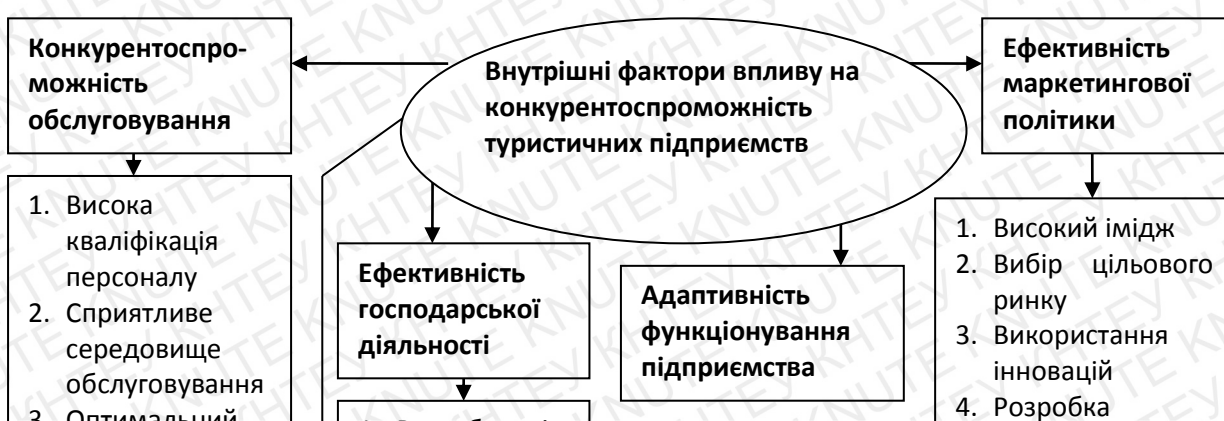 Конкурентоспро-
можність
обслуговування
Внутрішні фактори впливу на
конкурентоспроможність
туристичних підприємств
Ефективність
маркетингової
політики
1. Висока
кваліфікація
персоналу
2. Сприятливе
середовище
обслуговування
3. Оптимальний
Ефективність
господарської
діяльності
Адаптивність
функціонування
підприємства
1. Високий імідж
2. Вибір цільового
ринку
3. Використання
інновацій
4. Розробка